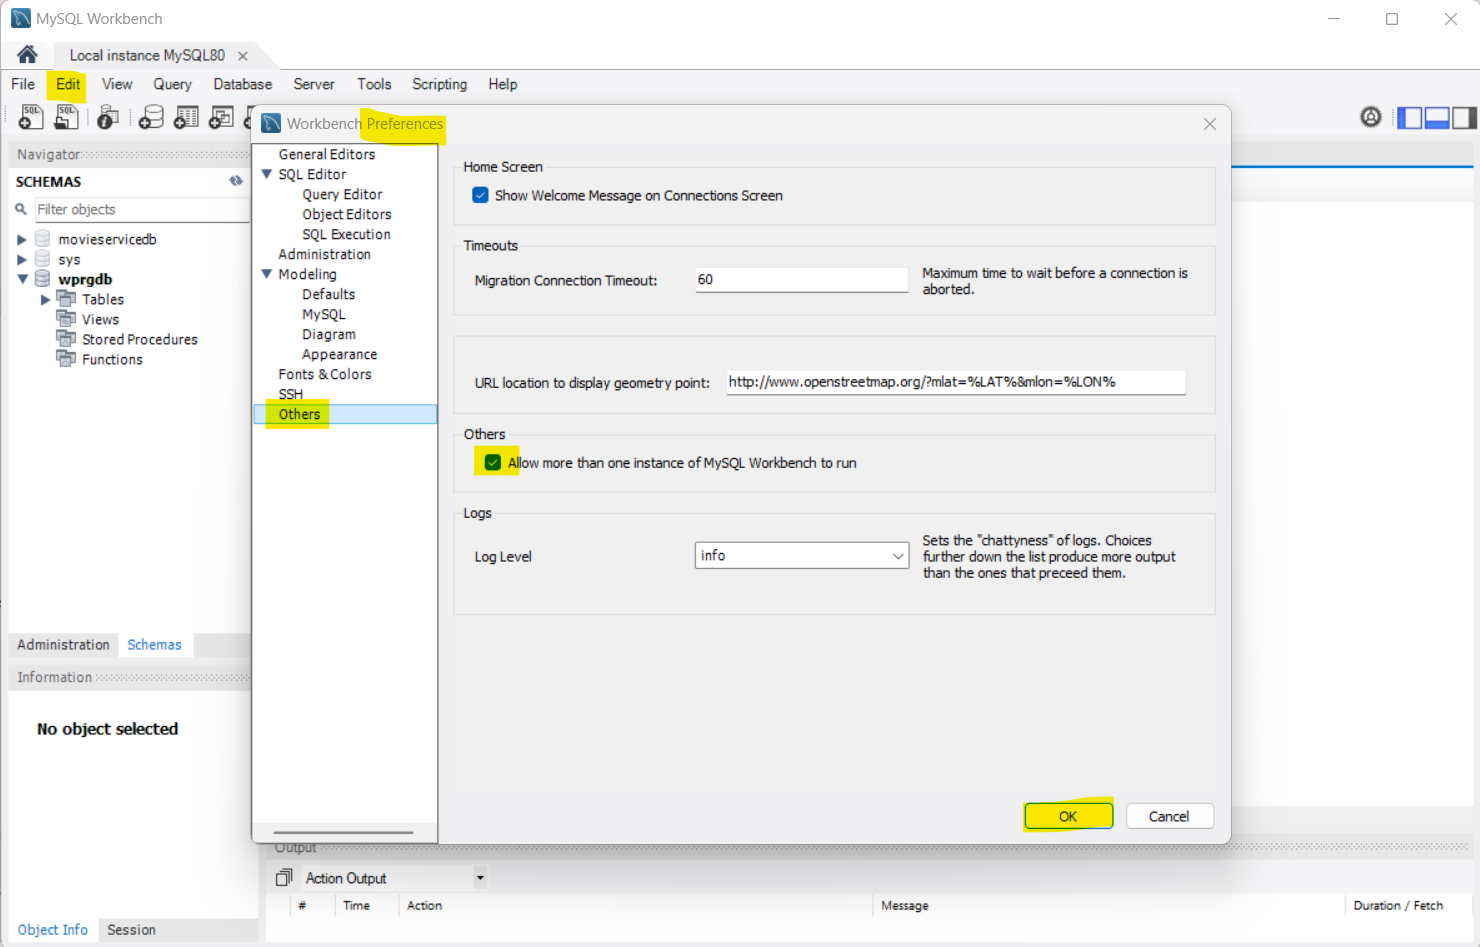 MySQL Workbench
Local instance MySQL80
File Edit View Query Database Server Tools Scripting Help
SQL SQL
Workbench Preferences
Navigator
SCHEMAS
Filter objects
movieservicedb
sys
wprgdb
Tables
Views
Stored Procedures
Functions
Administration Schemas
Information
No object selected
Object Info Session
General Editors
SQL Editor
Query Editor
Object Editors
SQL Execution
Administration
Modeling
Defaults
MySQL
Diagram
Appearance
Fonts & Colors
SSH
Others
Home Screen
Show Welcome Message on Connections Screen
Timeouts
Migration Connection Timeout: 60 Maximum time to wait before a connection is
aborted.
URL location to display geometry point: http://www.openstreetmap.org/?mlat=%LAT%&mlon=%LON%
Others
Allow more than one instance of MySQL Workbench to run
Logs
Log Level info Sets the "chattyness" of logs. Choices
further down the list produce more output
than the ones that preceed them.
OK Cancel
Output
Action Output
# Time Action Message Duration / Fetch